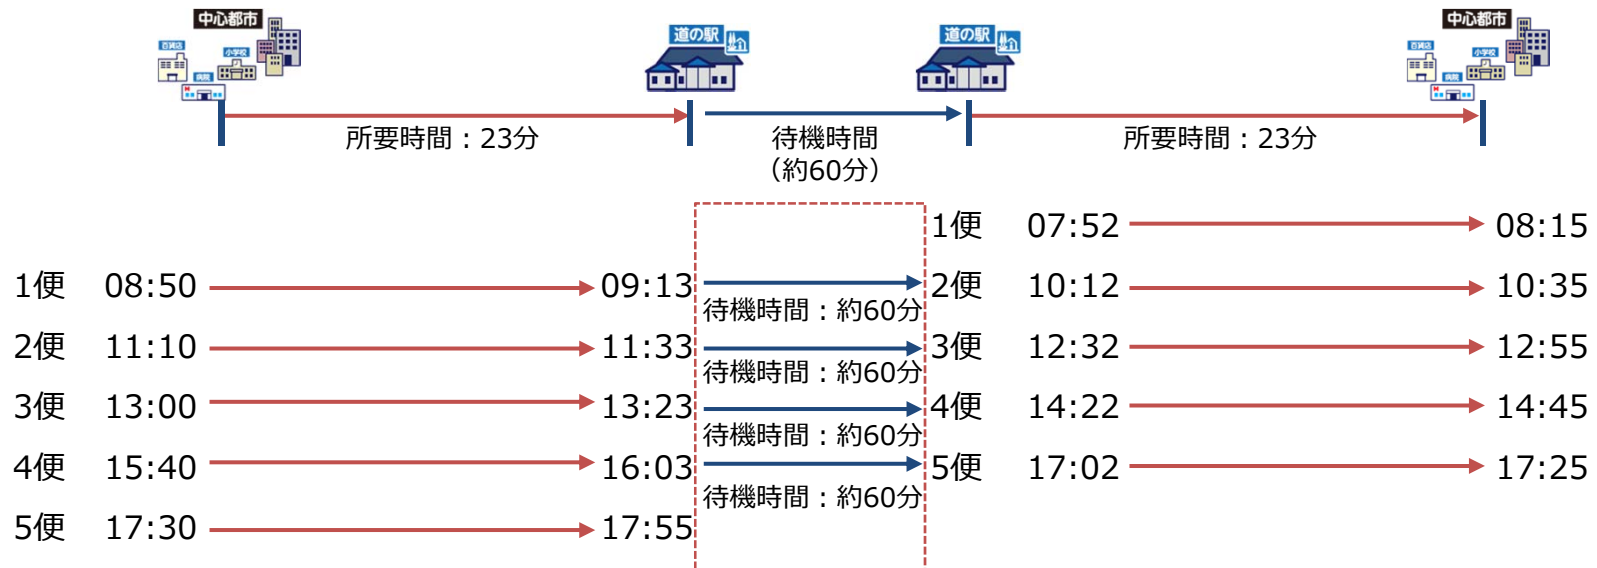 中心都市
百貨店
小学校
病院
道の駅
道の駅
中心都市
百貨店
小学校
病院
H
H
所要時間：23分
待機時間
（約60分）
所要時間：23分
1便 07:52 08:15
1便 08:50 09:13 2便 10:12 10:35
待機時間：約60分
2便 11:10 11:33 3便 12:32 12:55
待機時間：約60分
3便 13:00 13:23 4便 14:22 14:45
待機時間：約60分
4便 15:40 16:03 5便 17:02 17:25
待機時間：約60分
5便 17:30 17:55